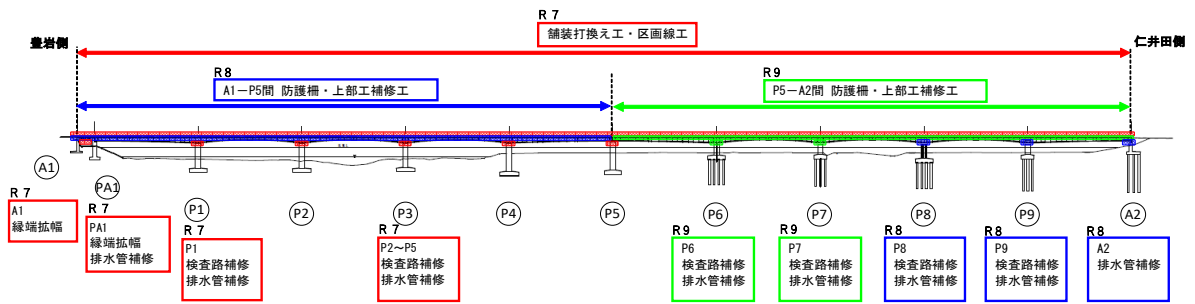 R7
舗装打換え工・区画線工
豊岩側
仁井田側
R8
A1－P5間 防護柵・上部工補修工
R9
P5－A2間 防護柵・上部工補修工
A1
PA1
P1
P2
P3
P4
P5
P6
P7
P8
P9
A2
R7
A1
縁端拡幅
R7
PA1
縁端拡幅
排水管補修
R7
P1
検査路補修
排水管補修
R7
P2～P5
検査路補修
排水管補修
R9
P6
検査路補修
排水管補修
R9
P7
検査路補修
排水管補修
R8
P8
検査路補修
排水管補修
R8
P9
検査路補修
排水管補修
R8
A2
排水管補修